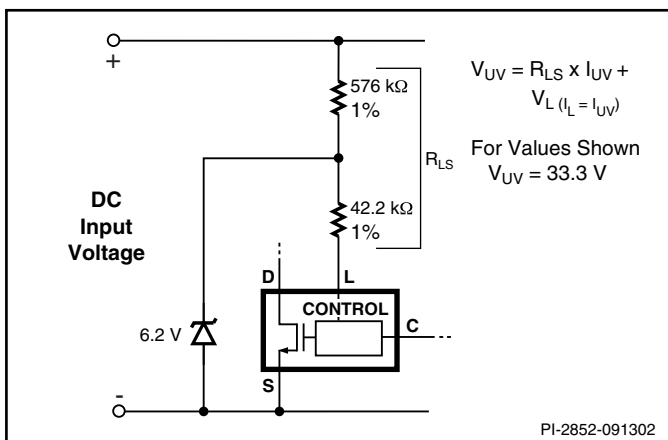 +
576 kΩ
1%
R_LS
V_UV = R_LS x I_UV +
V_L (I_L = I_UV)
For Values Shown
V_UV = 33.3 V
DC
Input
Voltage
42.2 kΩ
1%
D
L
CONTROL
C
6.2 V
S
-
PI-2852-091302